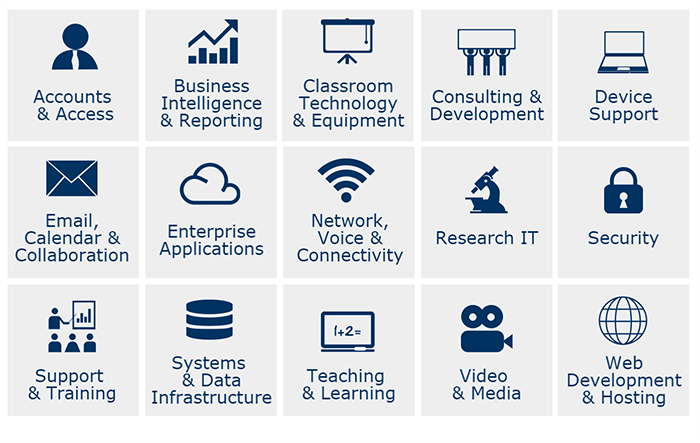 Accounts
& Access
Business
Intelligence
& Reporting
Classroom
Technology
& Equipment
Consulting &
Development
Device
Support
Email,
Calendar &
Collaboration
Enterprise
Applications
Network,
Voice &
Connectivity
Research IT
Security
Support
& Training
Systems
& Data
Infrastructure
1+2=
Teaching
& Learning
Video
& Media
Web
Development
& Hosting